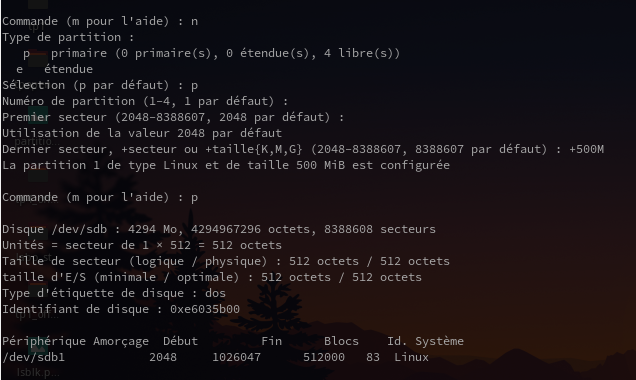 Commande (m pour l'aide) : n
Type de partition :
p primaire (0 primaire(s), 0 étendue(s), 4 libre(s))
e étendue
Sélection (p par défaut) : p
Numéro de partition (1-4, 1 par défaut) :
Premier secteur (2048-8388607, 2048 par défaut) :
Utilisation de la valeur 2048 par défaut
Dernier secteur, +secteur ou +taille{K,M,G} (2048-8388607, 8388607 par défaut) : +500M
La partition 1 de type Linux et de taille 500 MiB est configurée
Commande (m pour l'aide) : p
Disque /dev/sdb : 4294 Mo, 4294967296 octets, 8388608 secteurs
Unités = secteur de 1 × 512 = 512 octets
Taille de secteur (logique / physique) : 512 octets / 512 octets
taille d'E/S (minimale / optimale) : 512 octets / 512 octets
Type d'étiquette de disque : dos
Identifiant de disque : 0xe6035b00
Périphérique Amorçage Début Fin Blocs Id. Système
/dev/sdb1 2048 1026047 512000 83 Linux
lsblk.p...